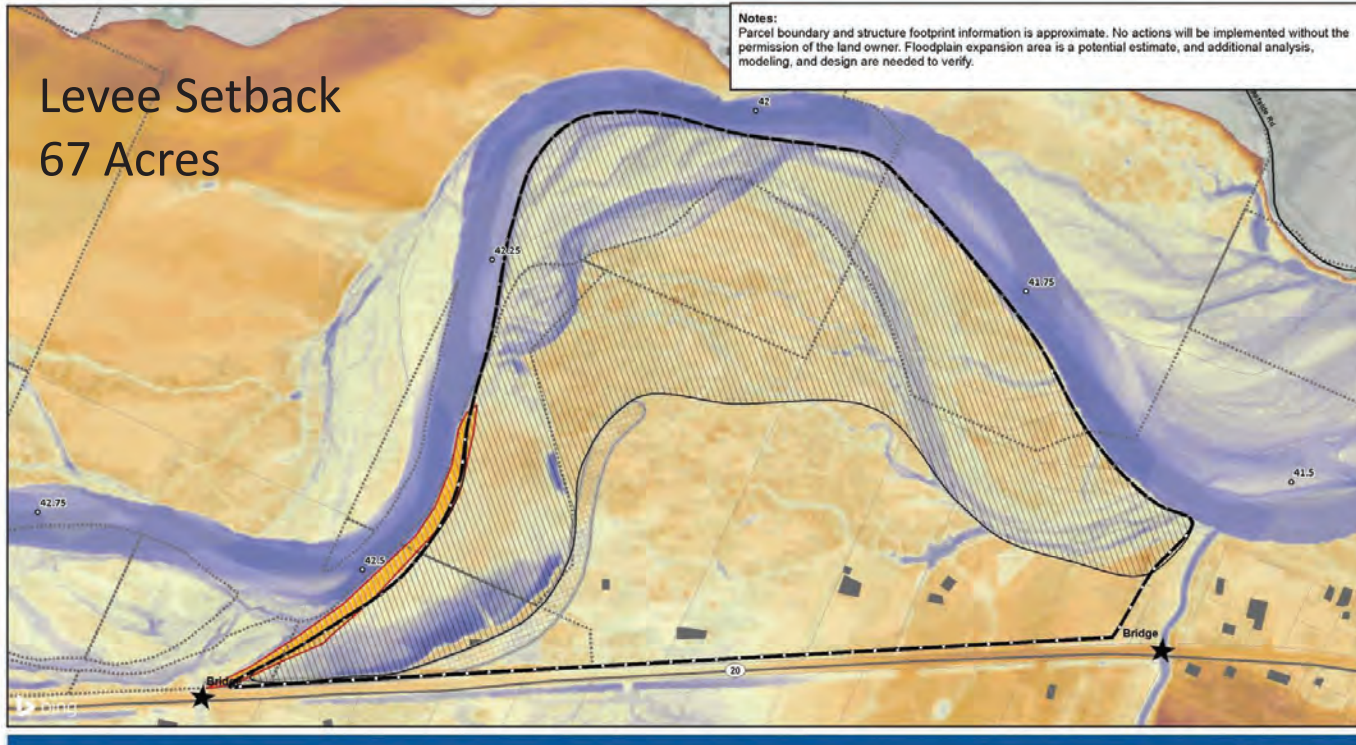 Levee Setback
67 Acres
Notes:
Parcel boundary and structure footprint information is approximate. No actions will be implemented without the
permission of the land owner. Floodplain expansion area is a potential estimate, and additional analysis,
modeling, and design are needed to verify.
42
42.25
41.75
41.5
42.75
42.5
Bridge
20
Bridge
bing